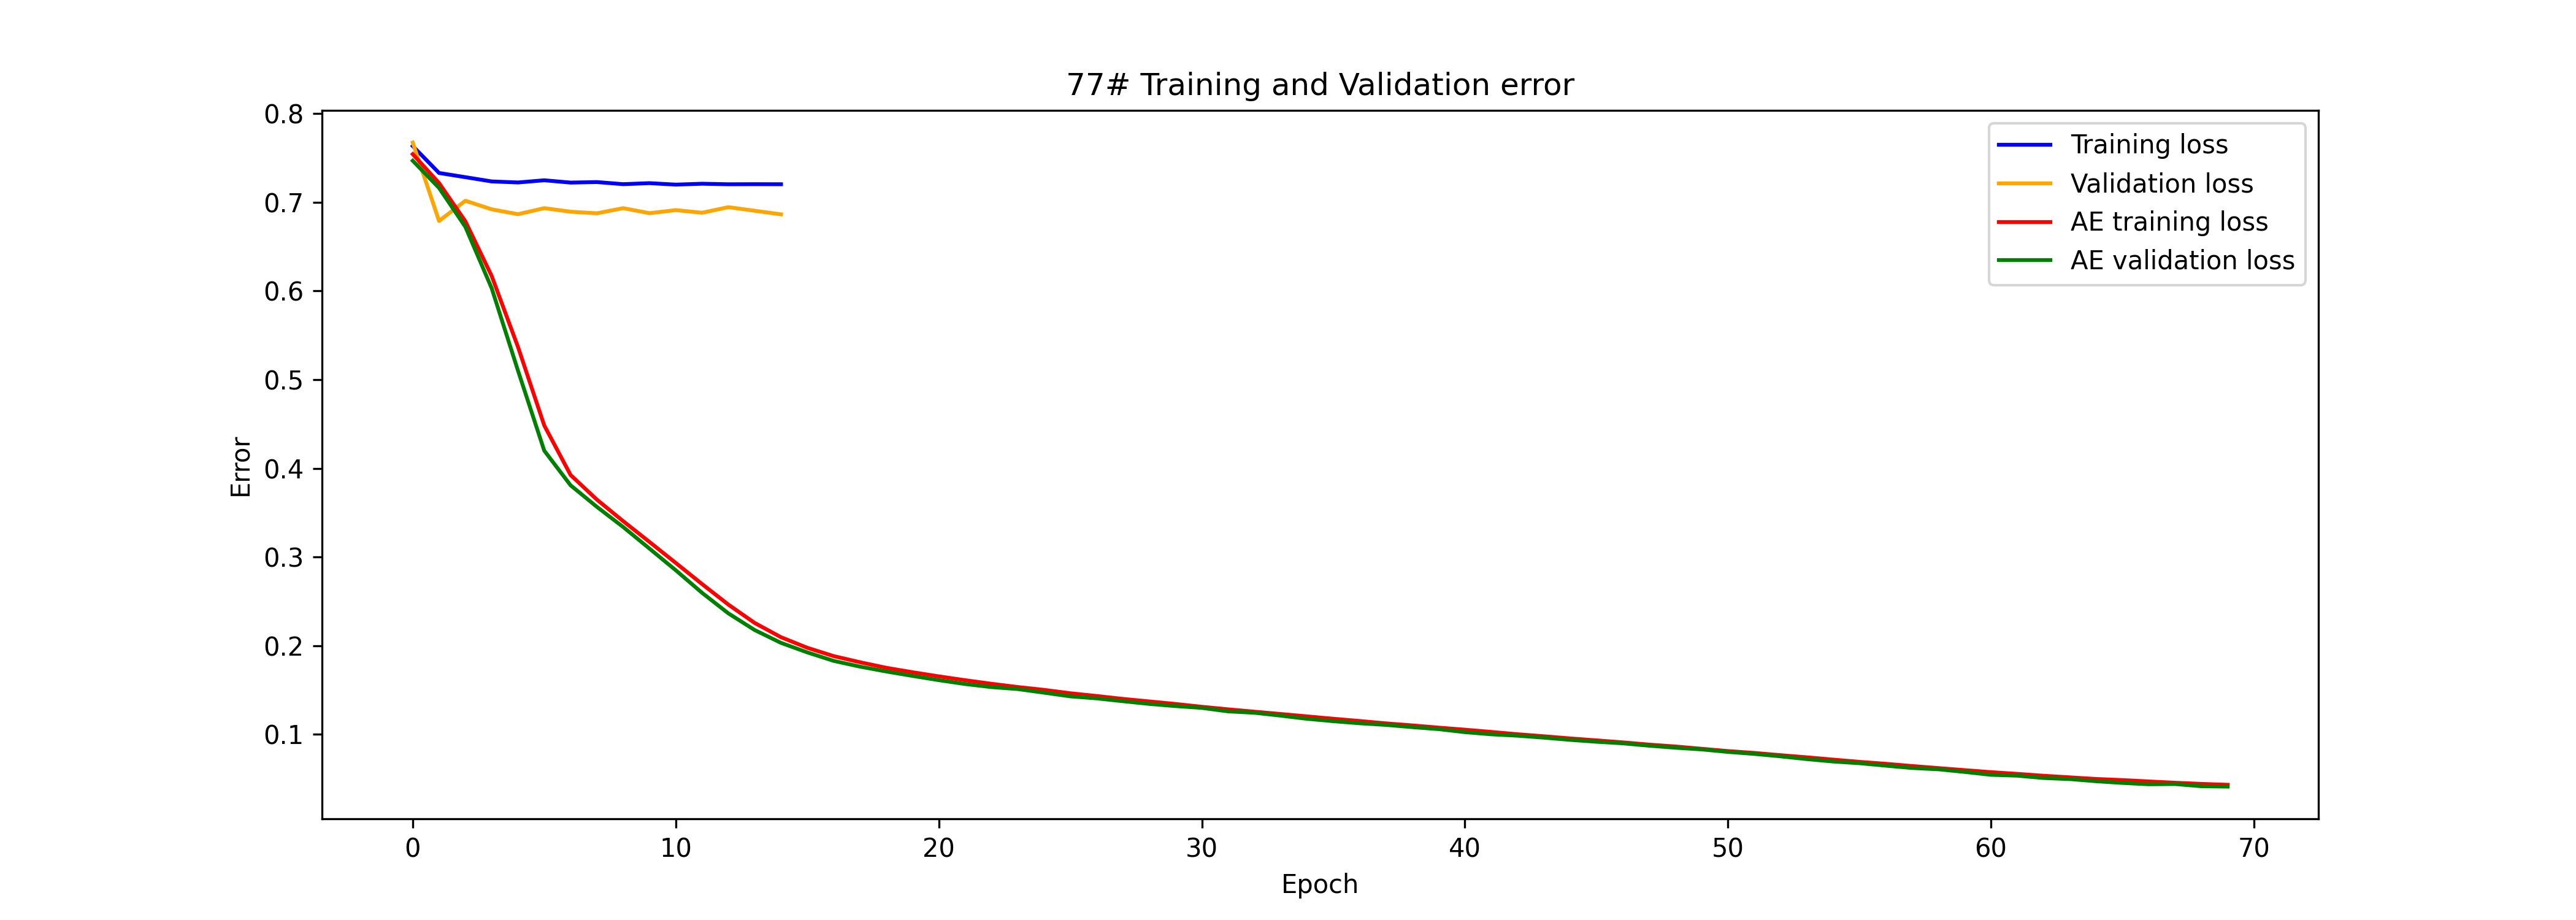 77# Training and Validation error
0.8
0.7
0.6
0.5
0.4
0.3
0.2
0.1
Error
Training loss
Validation loss
AE training loss
AE validation loss
0 10 20 30 40 50 60 70
Epoch